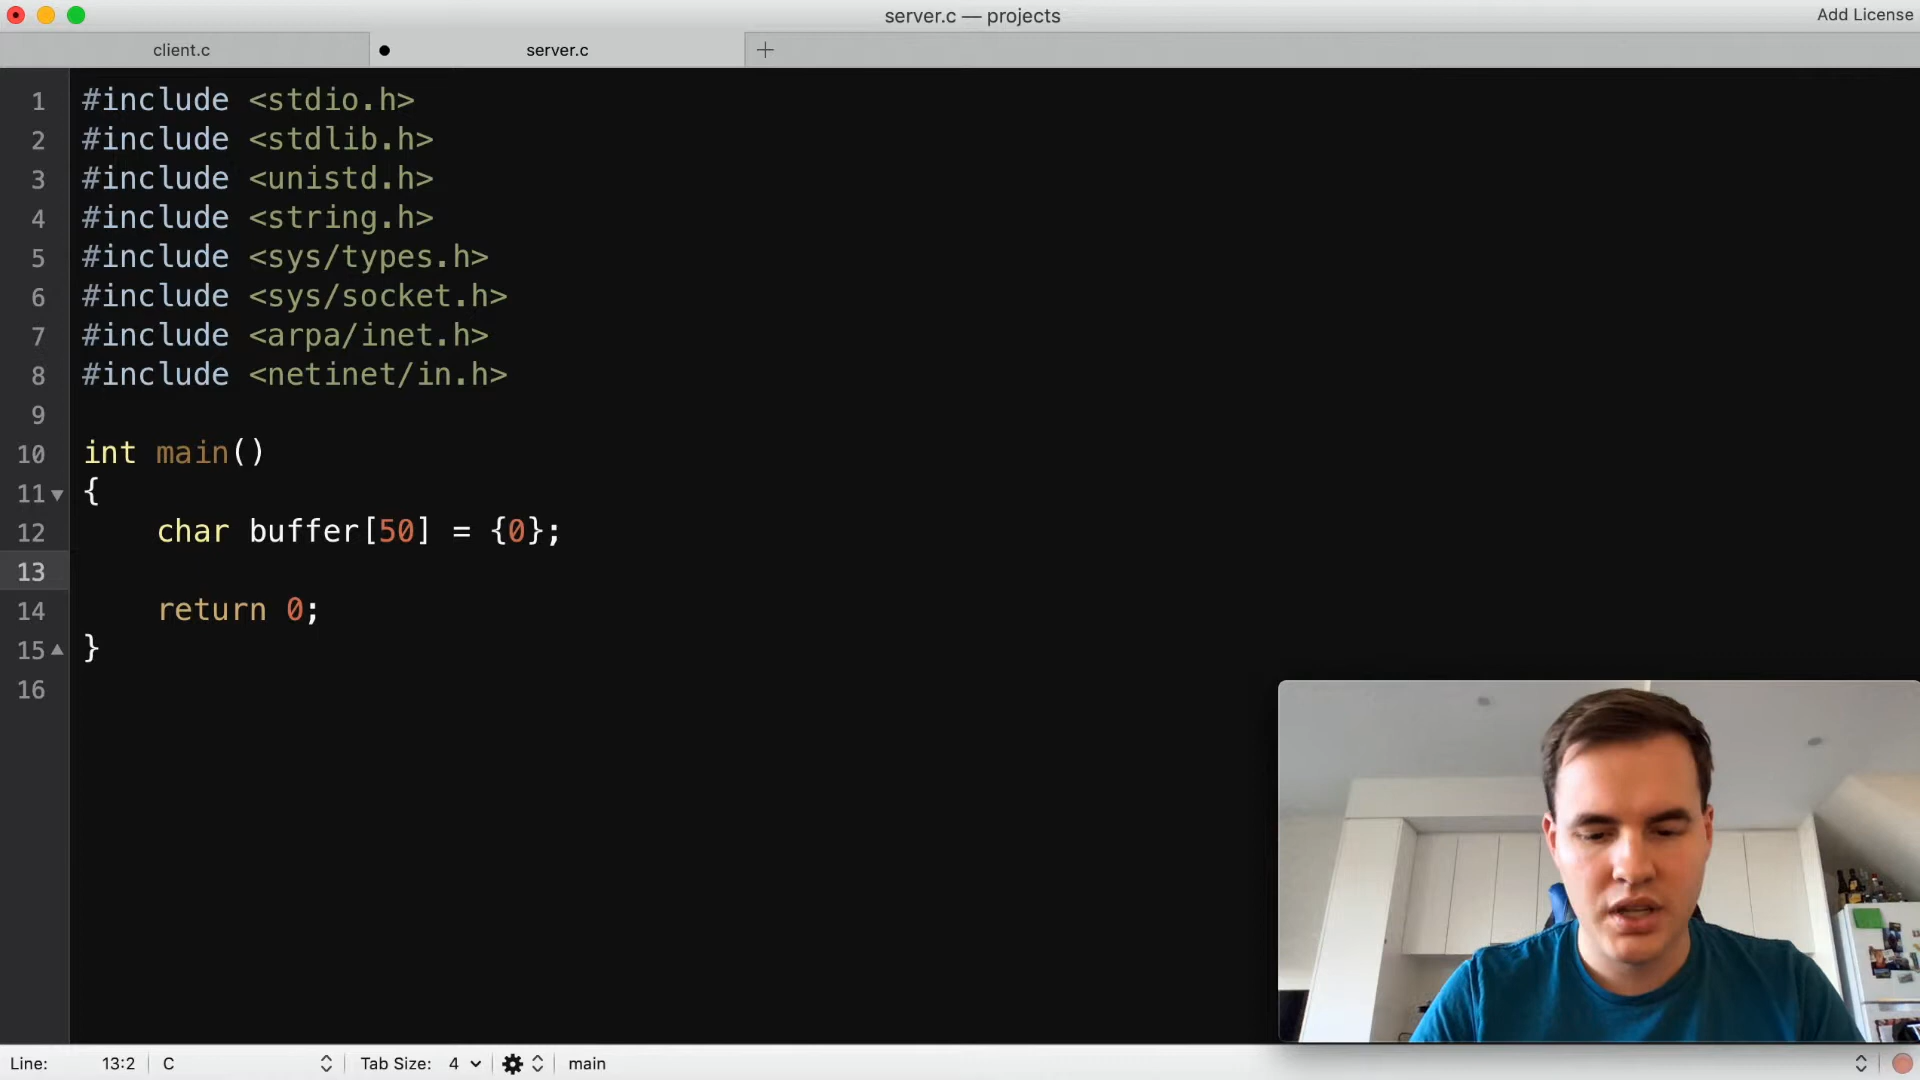 server.c — projects
Add License
client.c
server.c
1 #include <stdio.h>
2 #include <stdlib.h>
3 #include <unistd.h>
4 #include <string.h>
5 #include <sys/types.h>
6 #include <sys/socket.h>
7 #include <arpa/inet.h>
8 #include <netinet/in.h>
9
10 int main()
11 {
12 char buffer[50] = {0};
13
14 return 0;
15 }
16
Line: 13:2 C Tab Size: 4 main